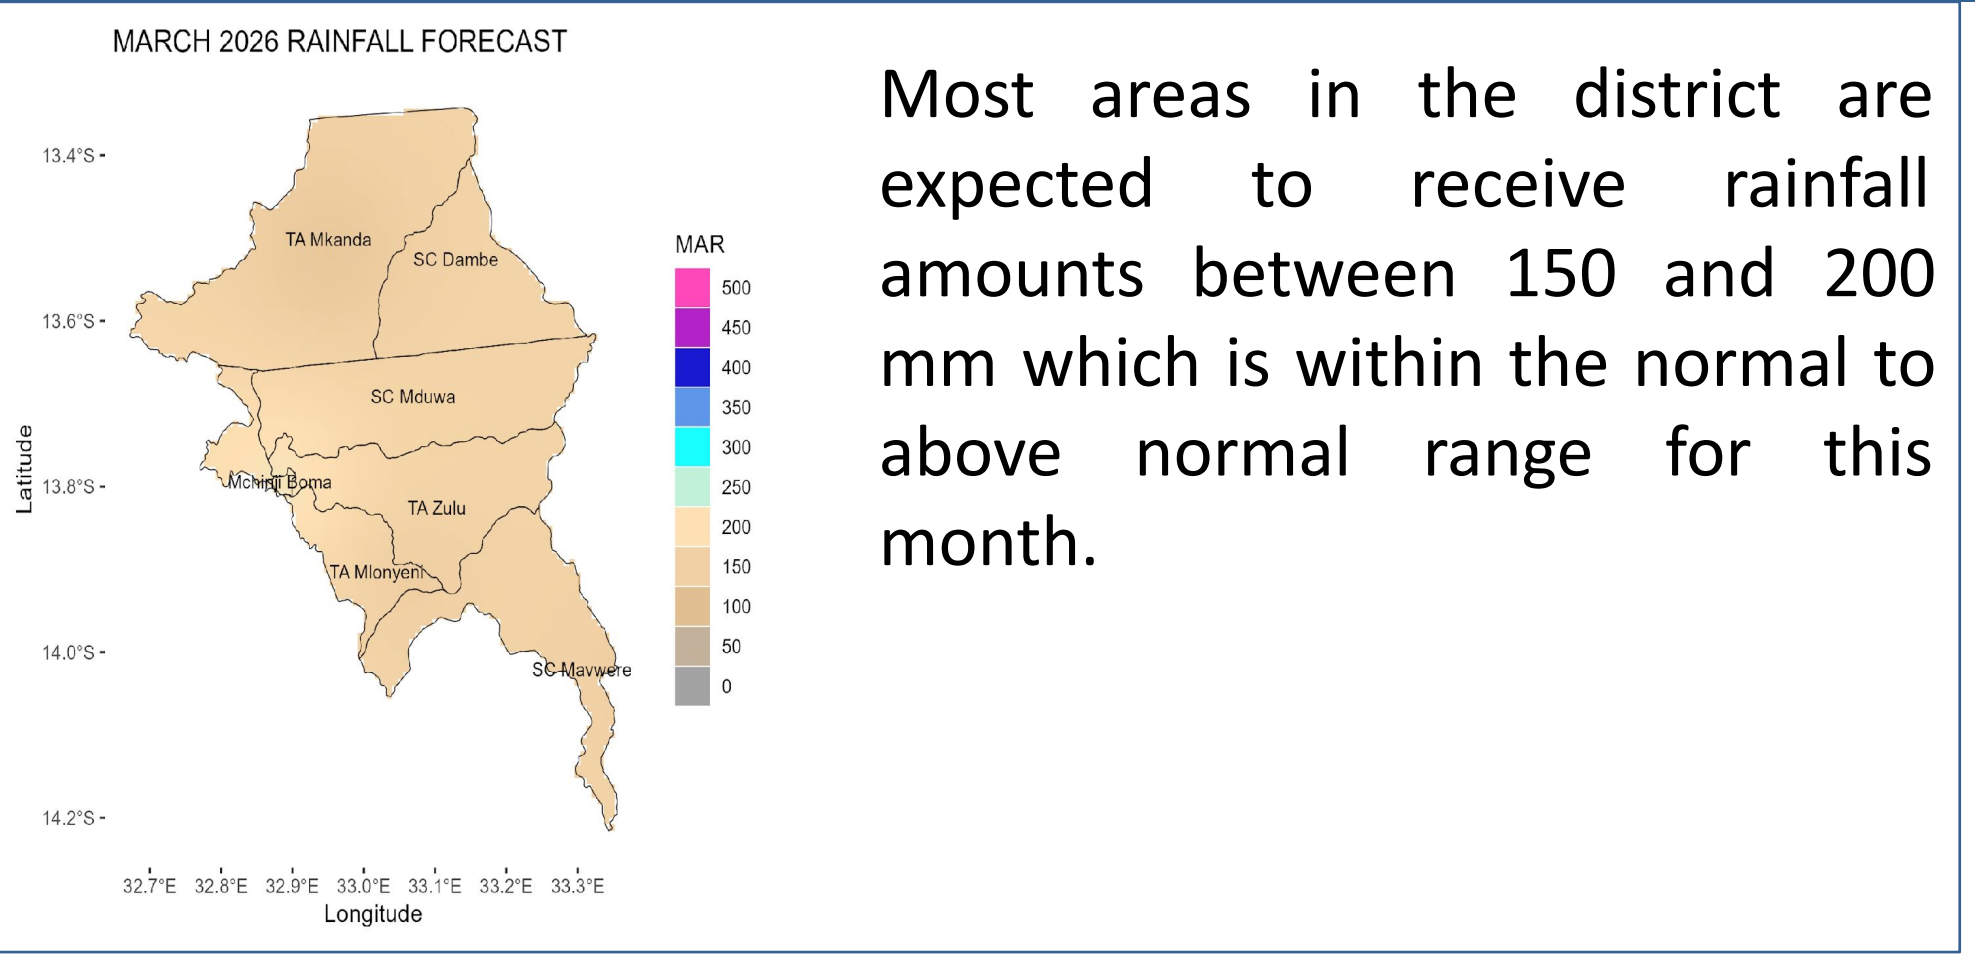 MARCH 2026 RAINFALL FORECAST
Most areas in the district are
expected to receive rainfall
amounts between 150 and 200
mm which is within the normal to
above normal range for this
month.
Latitude
13.4°S
13.6°S
13.8°S
14.0°S
14.2°S
TA Mkanda
SC Dambe
SC Mduwa
Mchinji Boma
TA Zulu
TA Mlonyeni
SC Mavwere
MAR
500
450
400
350
300
250
200
150
100
50
0
32.7°E 32.8°E 32.9°E 33.0°E 33.1°E 33.2°E 33.3°E
Longitude